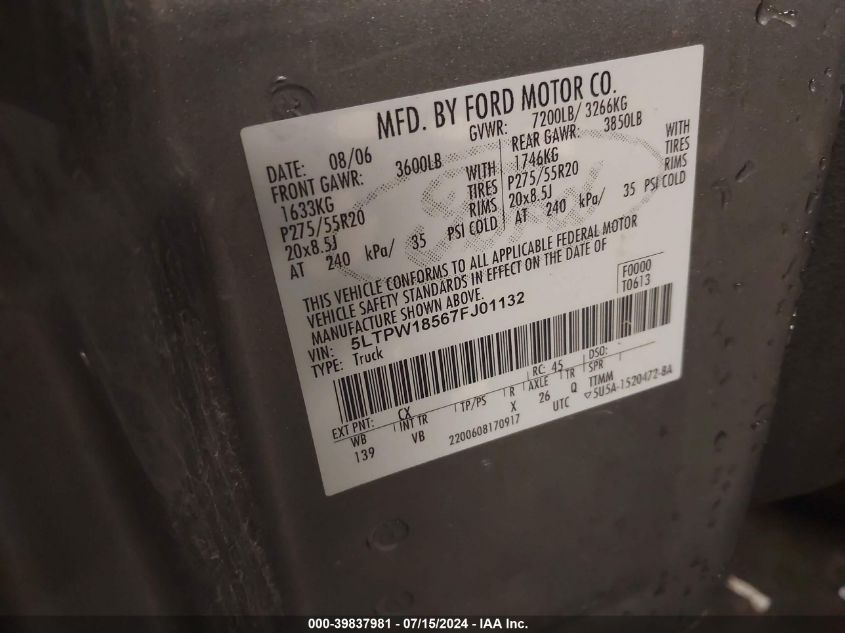 MFD. BY FORD MOTOR CO.
DATE: 08/06 GVWR: 7200LB/ 3266KG
FRONT GAWR: 3600LB REAR GAWR: 3850LB
1633KG WITH 1746KG WITH
P275/55R20 TIRES P275/55R20 TIRES
20x8.5J RIMS 20x8.5J RIMS
AT 240 kPa/ 35 PSI COLD AT 240 kPa/ 35 PSI COLD
THIS VEHICLE CONFORMS TO ALL APPLICABLE FEDERAL MOTOR
VEHICLE SAFETY STANDARDS IN EFFECT ON THE DATE OF
MANUFACTURE SHOWN ABOVE.
VIN: 5LTPW18567FJ01132 F0000
TYPE: Truck T0613
EXT PNT: CX RC: 45 DSO:
WB INT TR TP/PS R AXLE TR SPR
139 VB X 26 Q TTMM
2200608170917 UTC ▽5U5A-1520472-BA
Ford
000-39837981 - 07/15/2024 - IAA Inc.